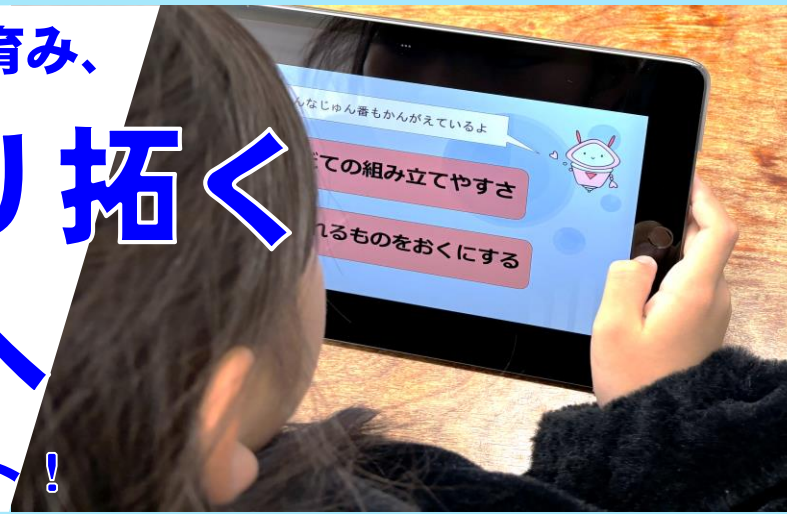 育み、
り拓く
へ
！
んなじゅん番もかんがえているよ
ての組み立てやすさ
れるものをおくにする